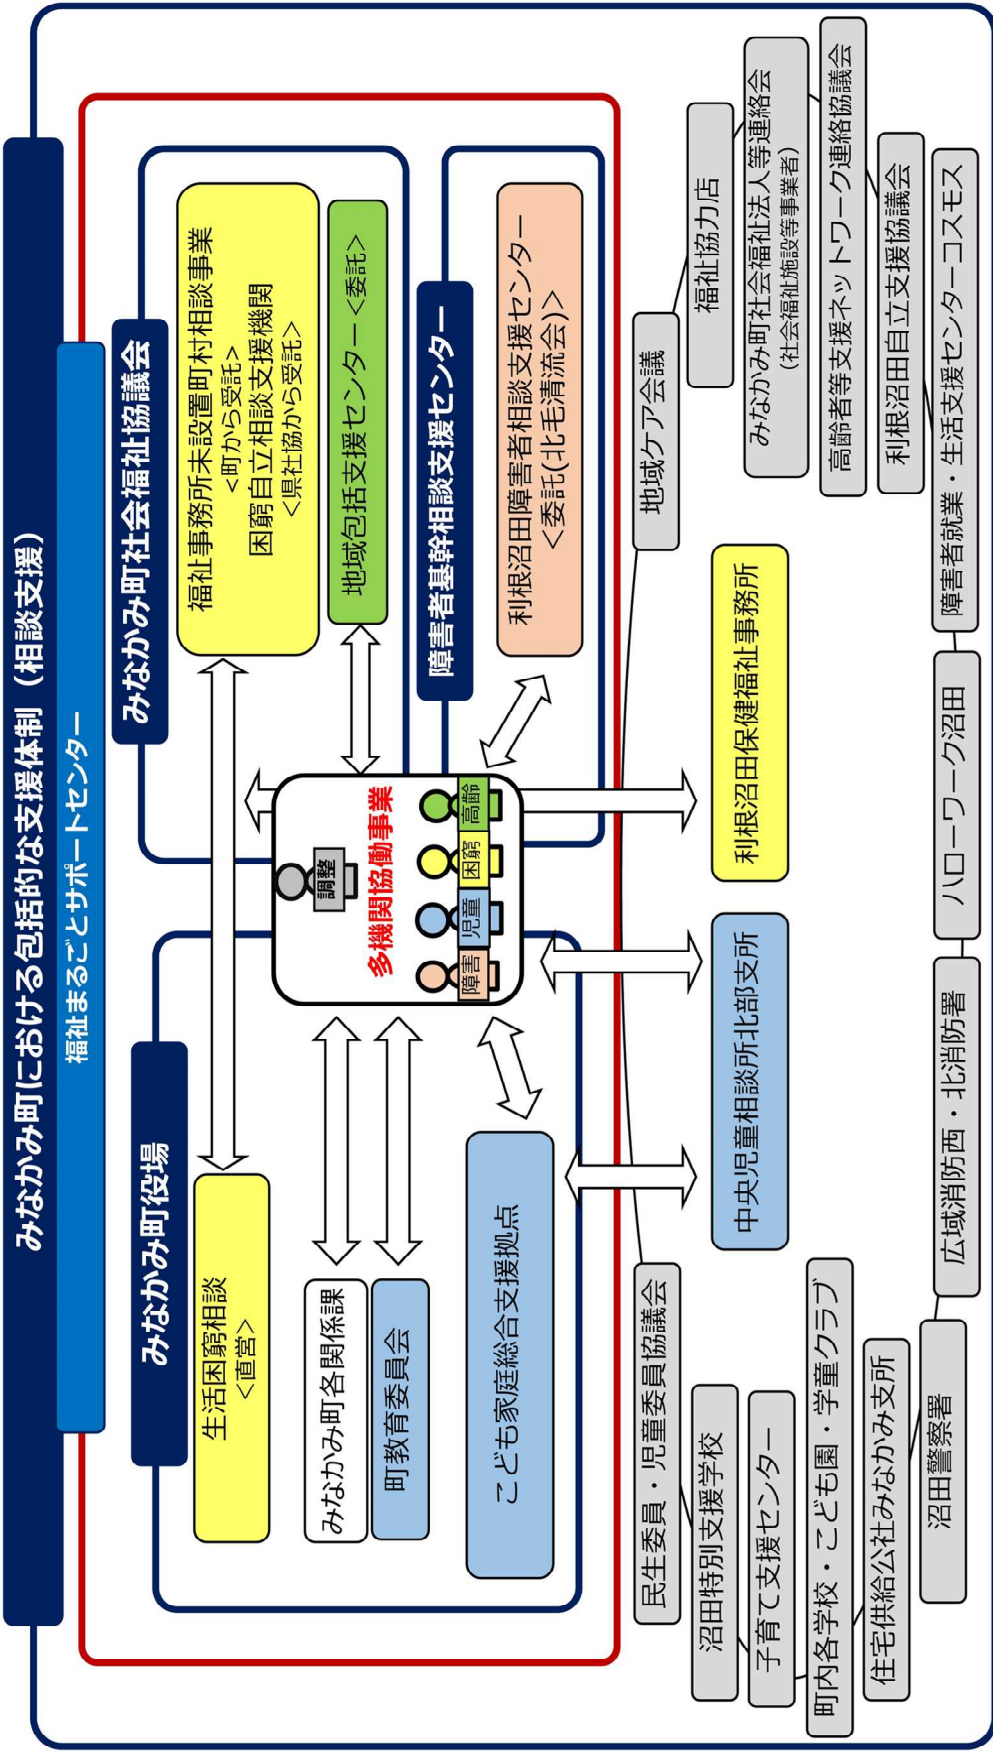 みなかみ町における包括的な支援体制（相談支援）
福祉まるごとサポートセンター
みなかみ町役場
生活困窮相談
<直営>
みなかみ町各関係課
町教育委員会
こども家庭総合支援拠点
調整
多機関協働事業
障害
児童
困窮
高齢
みなかみ町社会福祉協議会
福祉事務所未設置町村相談事業
<町から受託>
困窮自立相談支援機関
<県社協から受託>
地域包括支援センター<委託>
障害者基幹相談支援センター
利根沼田障害者相談支援センター
<委託(北毛清流会)>
中央児童相談所北部支所
利根沼田保健福祉事務所
民生委員・児童委員協議会
沼田特別支援学校
子育て支援センター
町内各学校・こども園・学童クラブ
住宅供給公社みなかみ支所
沼田警察署
広域消防西・北消防署
ハローワーク沼田
障害者就業・生活支援センターコスモス
利根沼田自立支援協議会
高齢者等支援ネットワーク連絡協議会
みなかみ町社会福祉法人等連絡会
(社会福祉施設等事業者)
福祉協力店
地域ケア会議